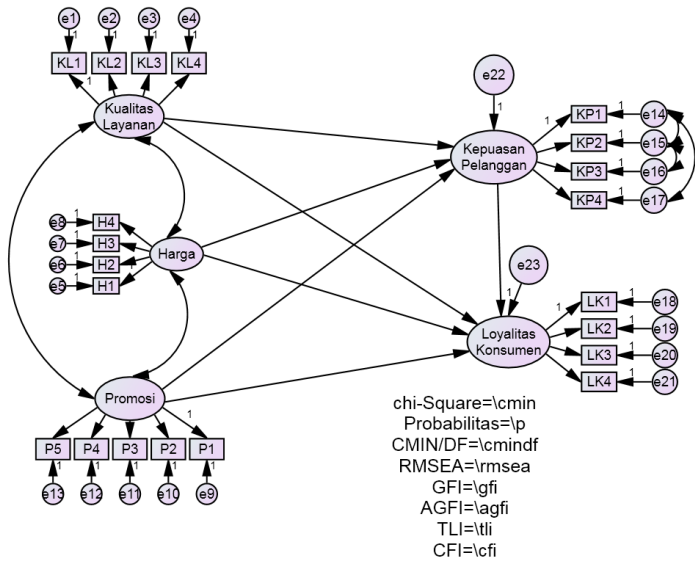 e1 e2 e3 e4
1 1 1 1
KL1 KL2 KL3 KL4
1
Kualitas
Layanan
e22
1
Kepuasan
Pelanggan
1 KP1 1 e14
KP2 1 e15
KP3 1 e16
KP4 1 e17
e8 1 H4
e7 1 H3
e6 1 H2
e5 1 H1
1
Harga
e23
1
Loyalitas
Konsumen
1 LK1 1 e18
LK2 1 e19
LK3 1 e20
LK4 1 e21
Promosi
1
P5 P4 P3 P2 P1
1 1 1 1 1
e13 e12 e11 e10 e9
chi-Square=\cmin
Probabilitas=\p
CMIN/DF=\cmindf
RMSEA=\rmsea
GFI=\gfi
AGFI=\agfi
TLI=\tli
CFI=\cfi